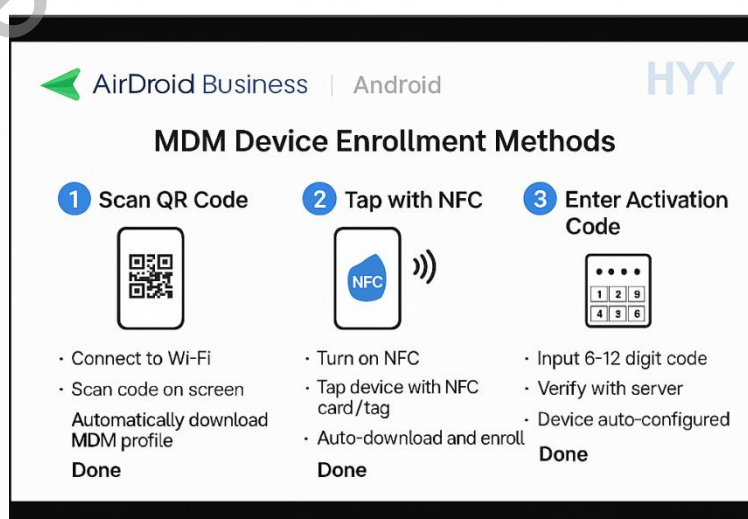 AirDroid Business | Android
HYY
MDM Device Enrollment Methods
1 Scan QR Code
· Connect to Wi-Fi
· Scan code on screen
Automatically download
MDM profile
Done
2 Tap with NFC
NFC
· Turn on NFC
· Tap device with NFC
card/tag
· Auto-download and enroll
Done
3 Enter Activation
Code
1 2 9
4 3 6
· Input 6-12 digit code
· Verify with server
· Device auto-configured
Done